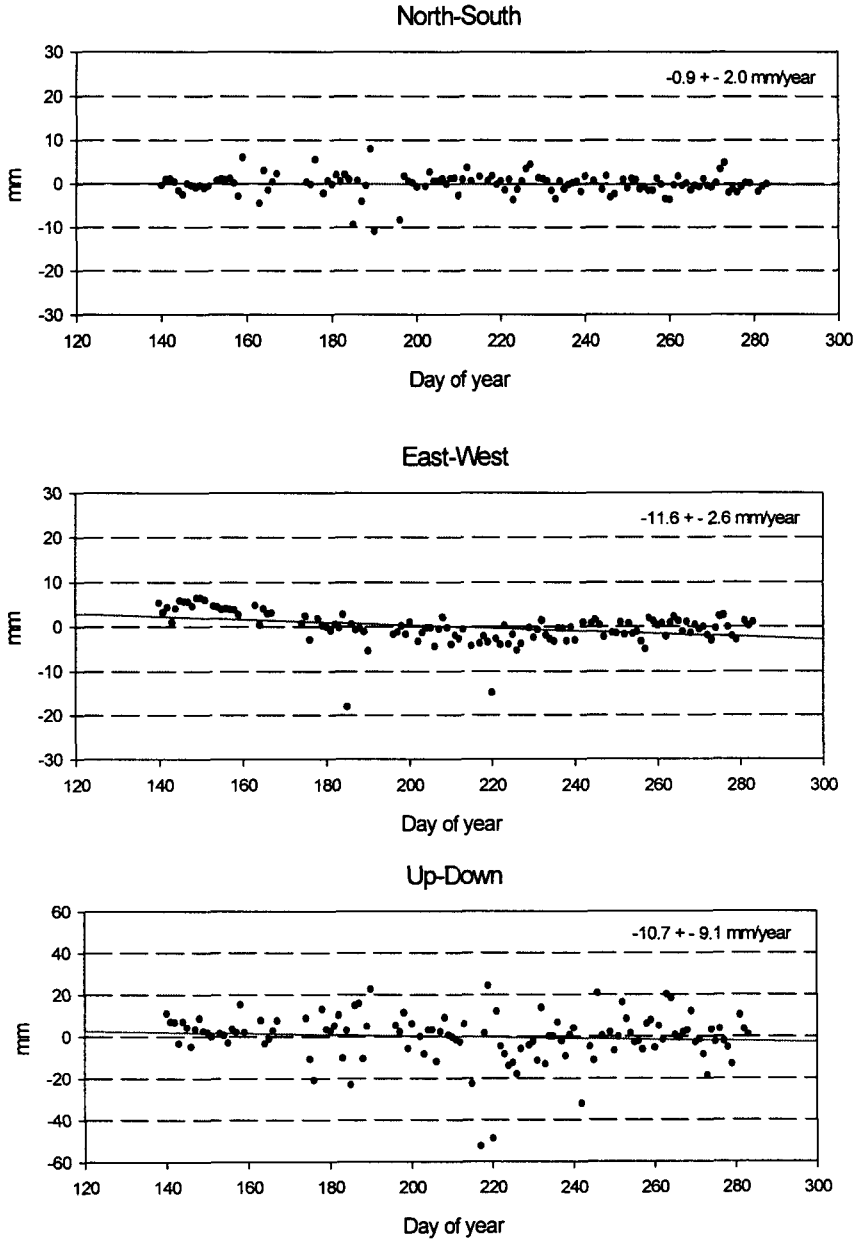 North-South
30
-0.9 + - 2.0 mm/year
20
10
0
-10
-20
-30
mm
120 140 160 180 200 220 240 260 280 300
Day of year
East-West
30
-11.6 + - 2.6 mm/year
20
10
0
-10
-20
-30
mm
120 140 160 180 200 220 240 260 280 300
Day of year
Up-Down
60
-10.7 + - 9.1 mm/year
40
20
0
-20
-40
-60
mm
120 140 160 180 200 220 240 260 280 300
Day of year